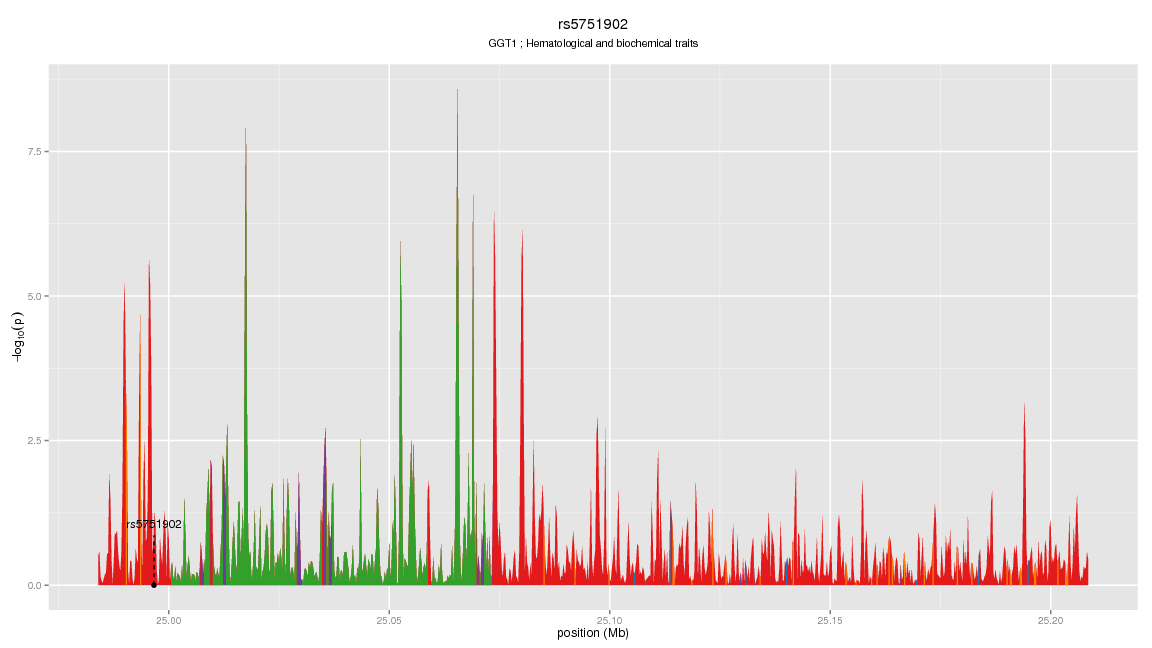 rs5751902
GGT1 ; Hematological and biochemical traits
7.5
5.0
2.5
0.0
−log10(p)
rs5751902
25.00
25.05
25.10
25.15
25.20
position (Mb)